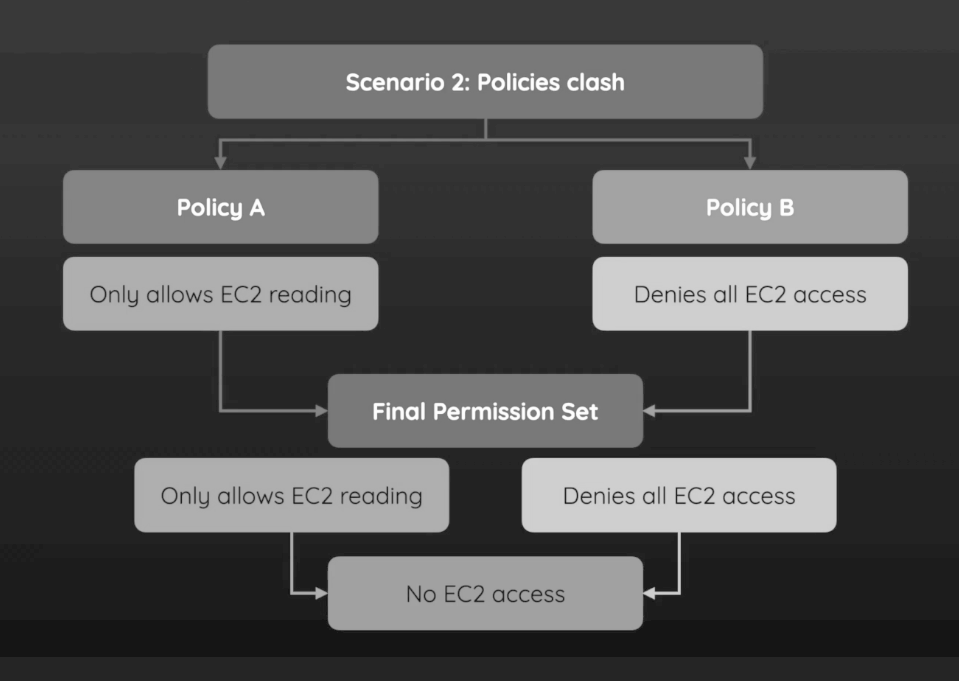 Scenario 2: Policies clash
Policy A
Policy B
Only allows EC2 reading
Denies all EC2 access
Final Permission Set
Only allows EC2 reading
Denies all EC2 access
No EC2 access